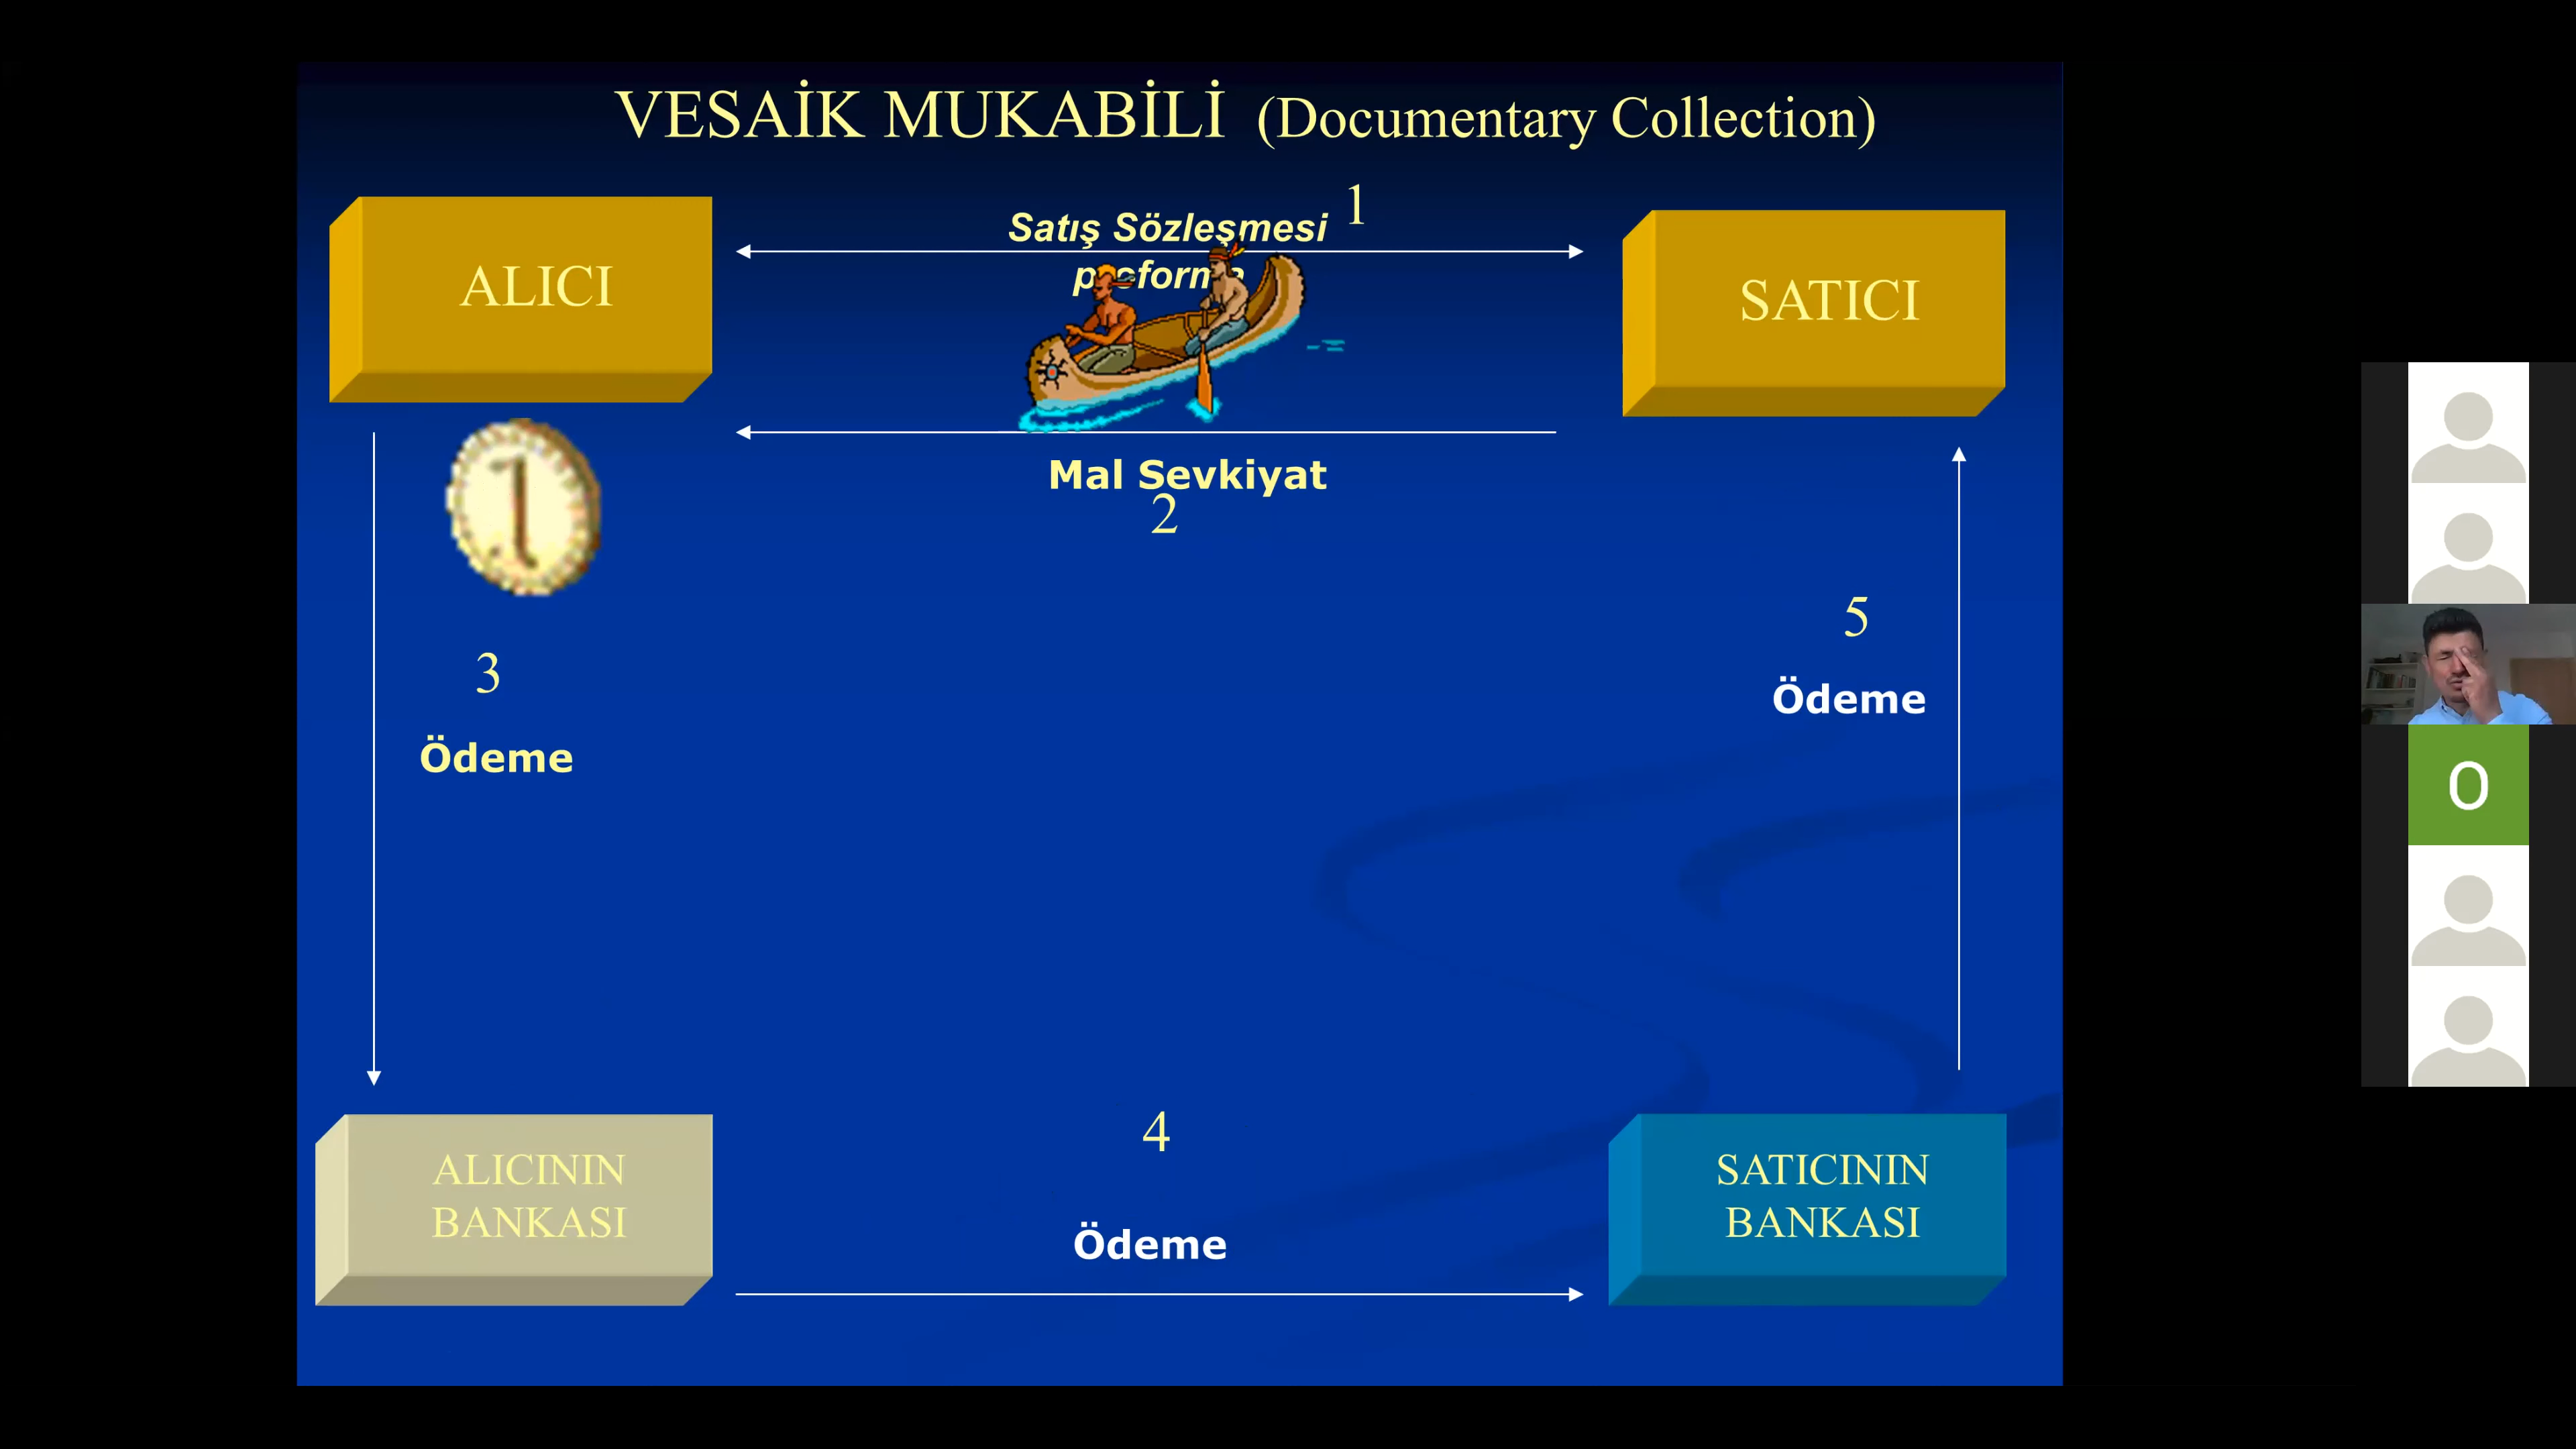 VESAİK MUKABİLİ (Documentary Collection)
1
Satış Sözleşmesi
ALICI
SATICI
Mal Sevkiyat
2
5
3
Ödeme
Ödeme
4
ALICININ
BANKASI
SATICININ
BANKASI
Ödeme
O